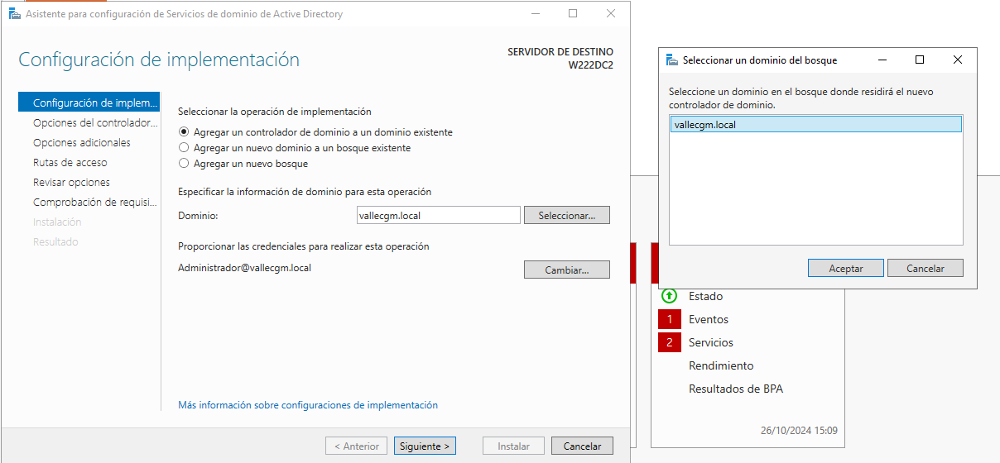 Asistente para configuración de Servicios de dominio de Active Directory
Configuración de implementación
SERVIDOR DE DESTINO
W222DC2
Configuración de implem...
Opciones del controlador...
Opciones adicionales
Rutas de acceso
Revisar opciones
Comprobación de requisi...
Instalación
Resultado
Seleccionar la operación de implementación
Agregar un controlador de dominio a un dominio existente
Agregar un nuevo dominio a un bosque existente
Agregar un nuevo bosque
Especificar la información de dominio para esta operación
Dominio:
vallecgm.local
Seleccionar...
Proporcionar las credenciales para realizar esta operación
Administrador@vallecgm.local
Cambiar...
Más información sobre configuraciones de implementación
< Anterior
Siguiente >
Instalar
Cancelar
Seleccionar un dominio del bosque
Seleccione un dominio en el bosque donde residirá el nuevo
controlador de dominio.
vallecgm.local
Aceptar
Cancelar
Estado
1 Eventos
2 Servicios
Rendimiento
Resultados de BPA
26/10/2024 15:09